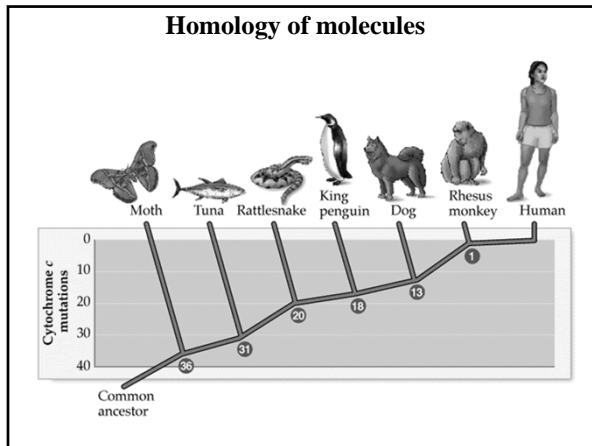 Homology of molecules
Moth
Tuna
Rattlesnake
King
penguin
Dog
Rhesus
monkey
Human
Cytochrome c
mutations
0
10
20
30
40
1
13
18
20
31
36
Common
ancestor